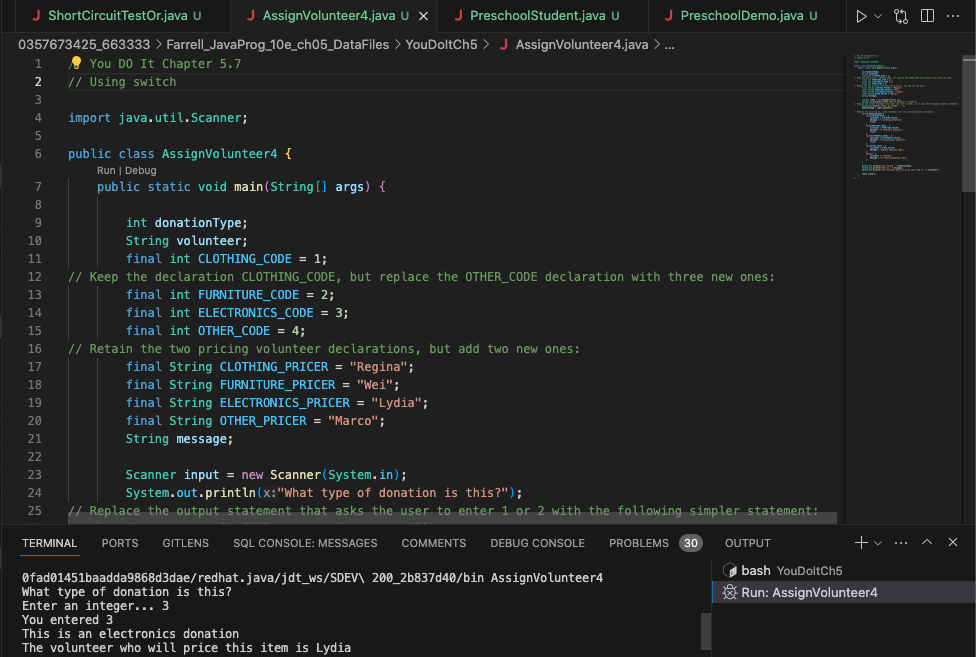 ShortCircuitTestOr.java U
AssignVolunteer4.java U
PreschoolStudent.java U
PreschoolDemo.java U
0357673425_663333 > Farrell_JavaProg_10e_ch05_DataFiles > YouDoItCh5 > AssignVolunteer4.java > ...
1 You DO It Chapter 5.7
2 // Using switch
3
4 import java.util.Scanner;
5
6 public class AssignVolunteer4 {
Run | Debug
7 public static void main(String[] args) {
8
9 int donationType;
10 String volunteer;
11 final int CLOTHING_CODE = 1;
12 // Keep the declaration CLOTHING_CODE, but replace the OTHER_CODE declaration with three new ones:
13 final int FURNITURE_CODE = 2;
14 final int ELECTRONICS_CODE = 3;
15 final int OTHER_CODE = 4;
16 // Retain the two pricing volunteer declarations, but add two new ones:
17 final String CLOTHING_PRICER = "Regina";
18 final String FURNITURE_PRICER = "Wei";
19 final String ELECTRONICS_PRICER = "Lydia";
20 final String OTHER_PRICER = "Marco";
21 String message;
22
23 Scanner input = new Scanner(System.in);
24 System.out.println(x:"What type of donation is this?");
25 // Replace the output statement that asks the user to enter 1 or 2 with the following simpler statement:
TERMINAL PORTS GITLENS SQL CONSOLE: MESSAGES COMMENTS DEBUG CONSOLE PROBLEMS 30 OUTPUT
0fad01451baadda9868d3dae/redhat.java/jdt_ws/SDEV\ 200_2b837d40/bin AssignVolunteer4
What type of donation is this?
Enter an integer... 3
You entered 3
This is an electronics donation
The volunteer who will price this item is Lydia
bash YouDoItCh5
Run: AssignVolunteer4